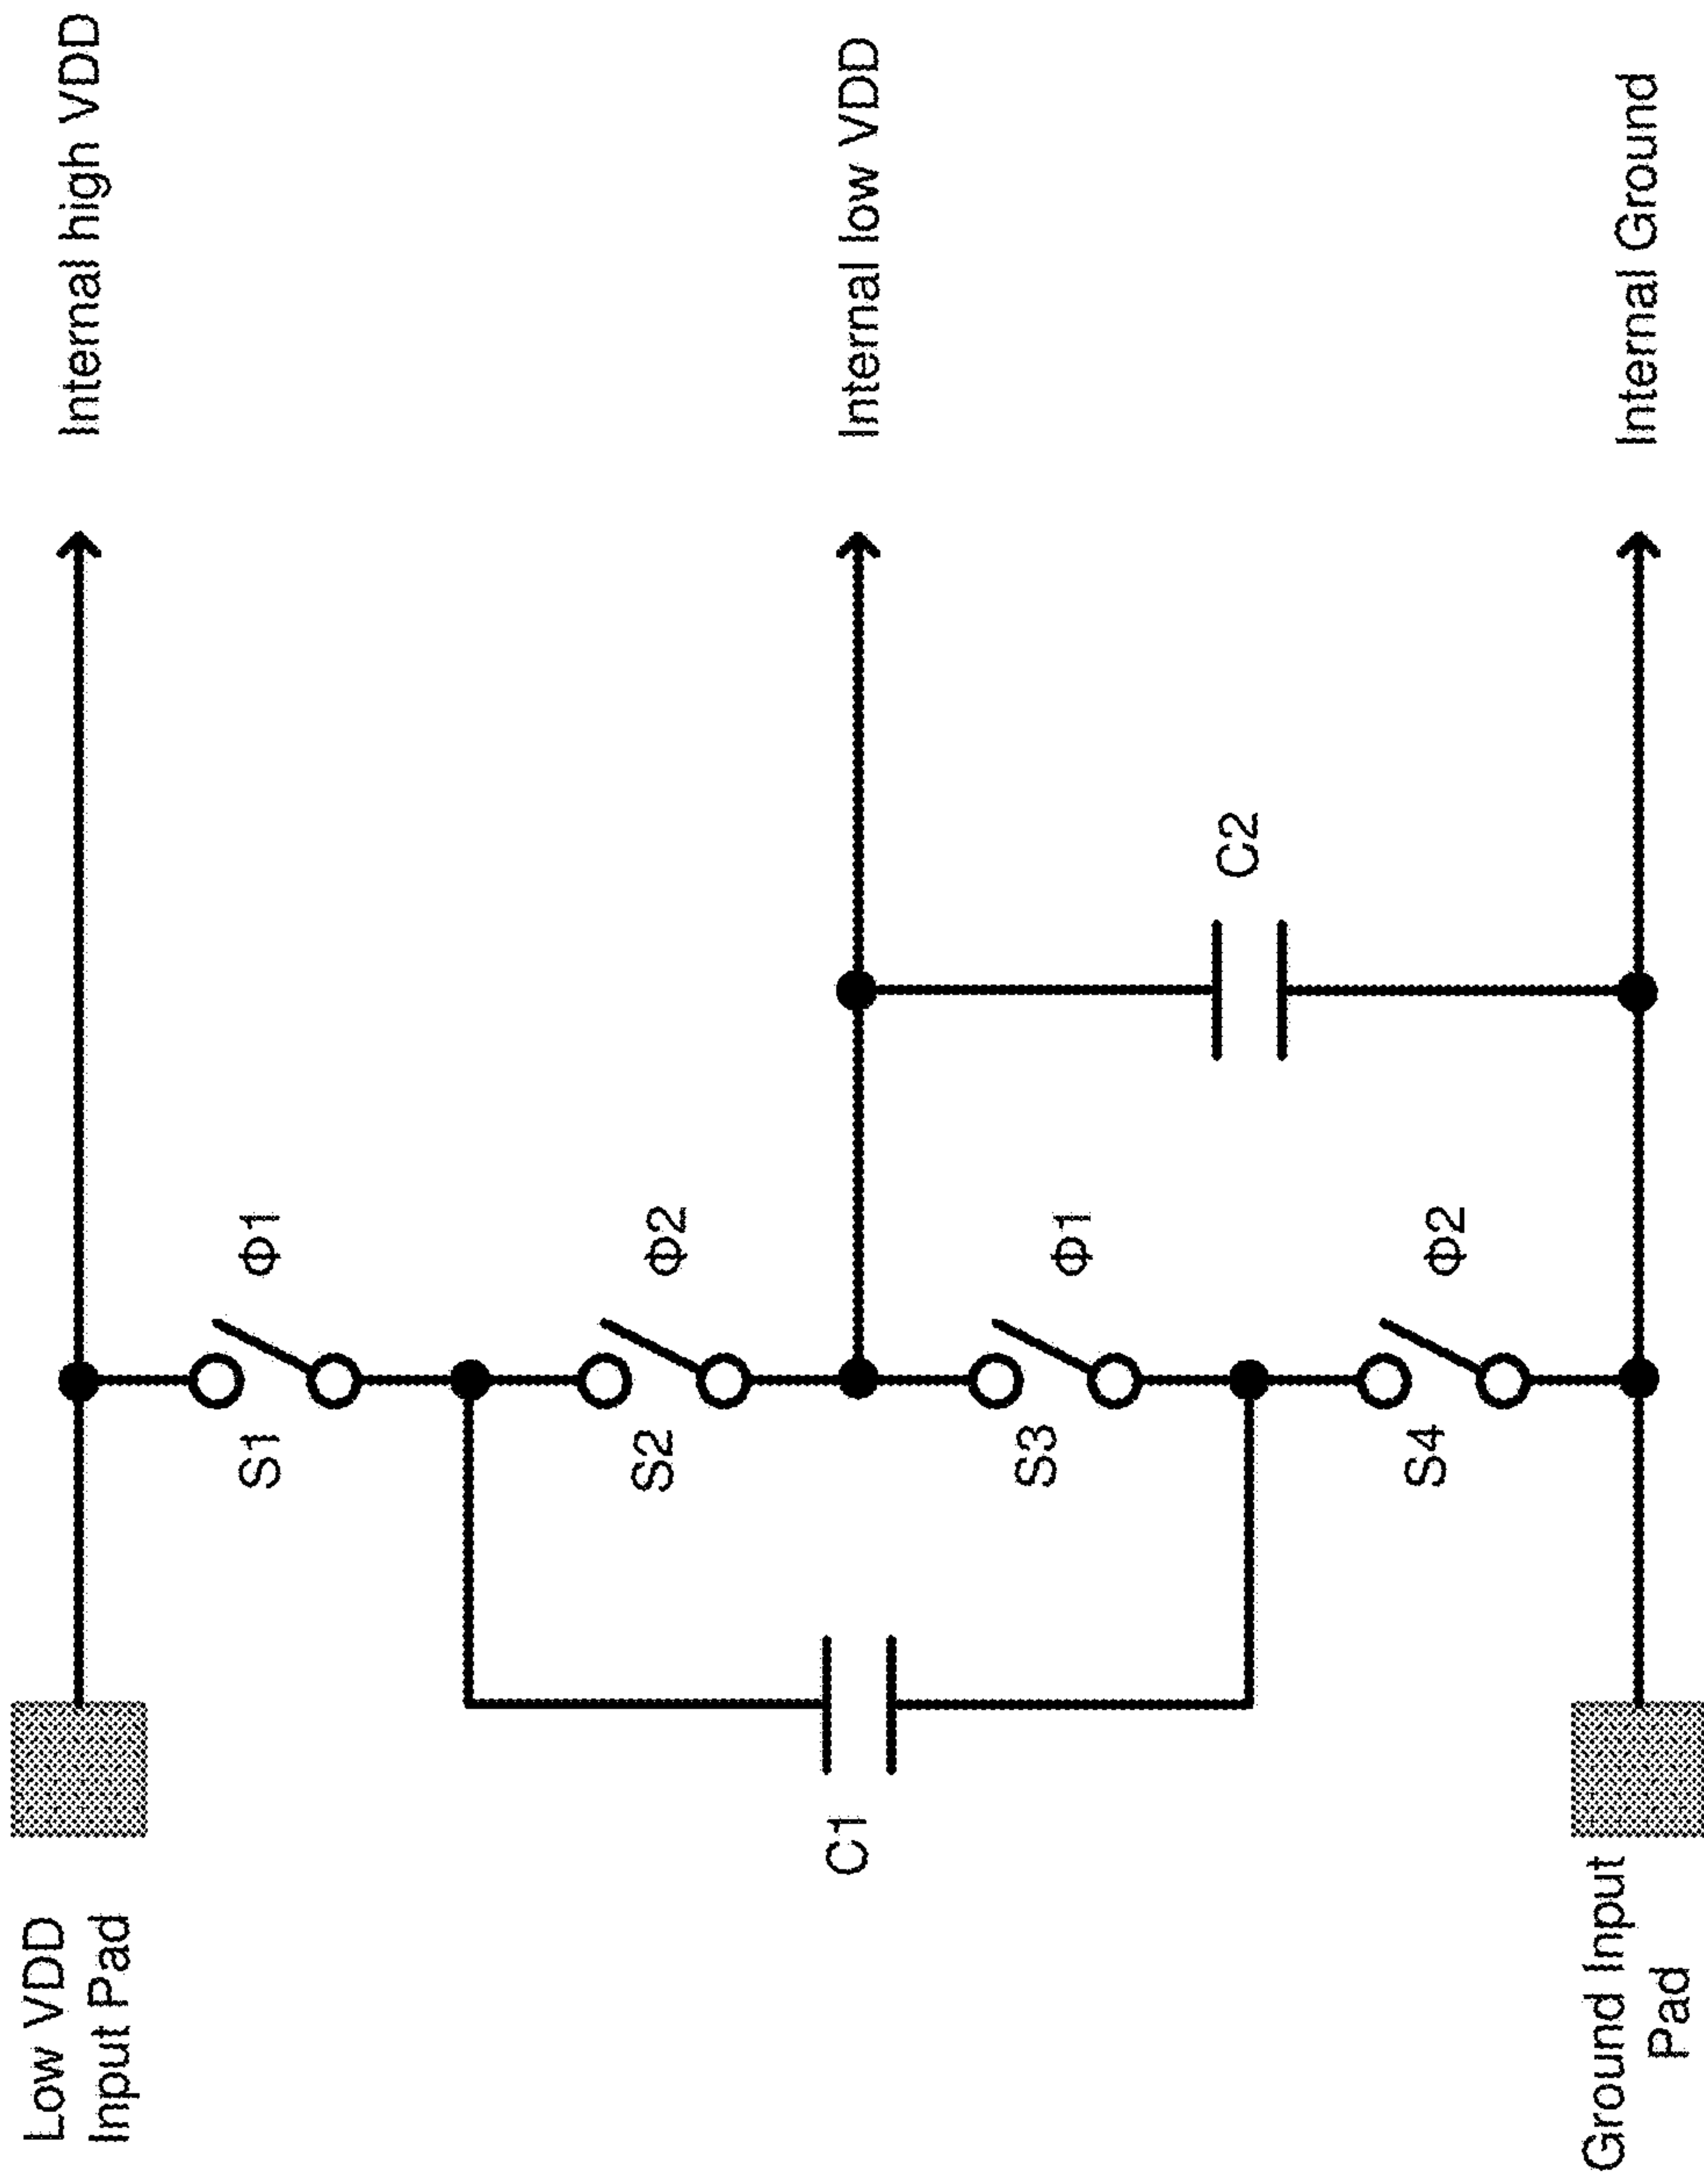 Low VDD
Input Pad
Internal high VDD
S1
Φ1
S2
Φ2
C1
Internal low VDD
S3
Φ1
C2
S4
Φ2
Ground Input
Pad
Internal Ground